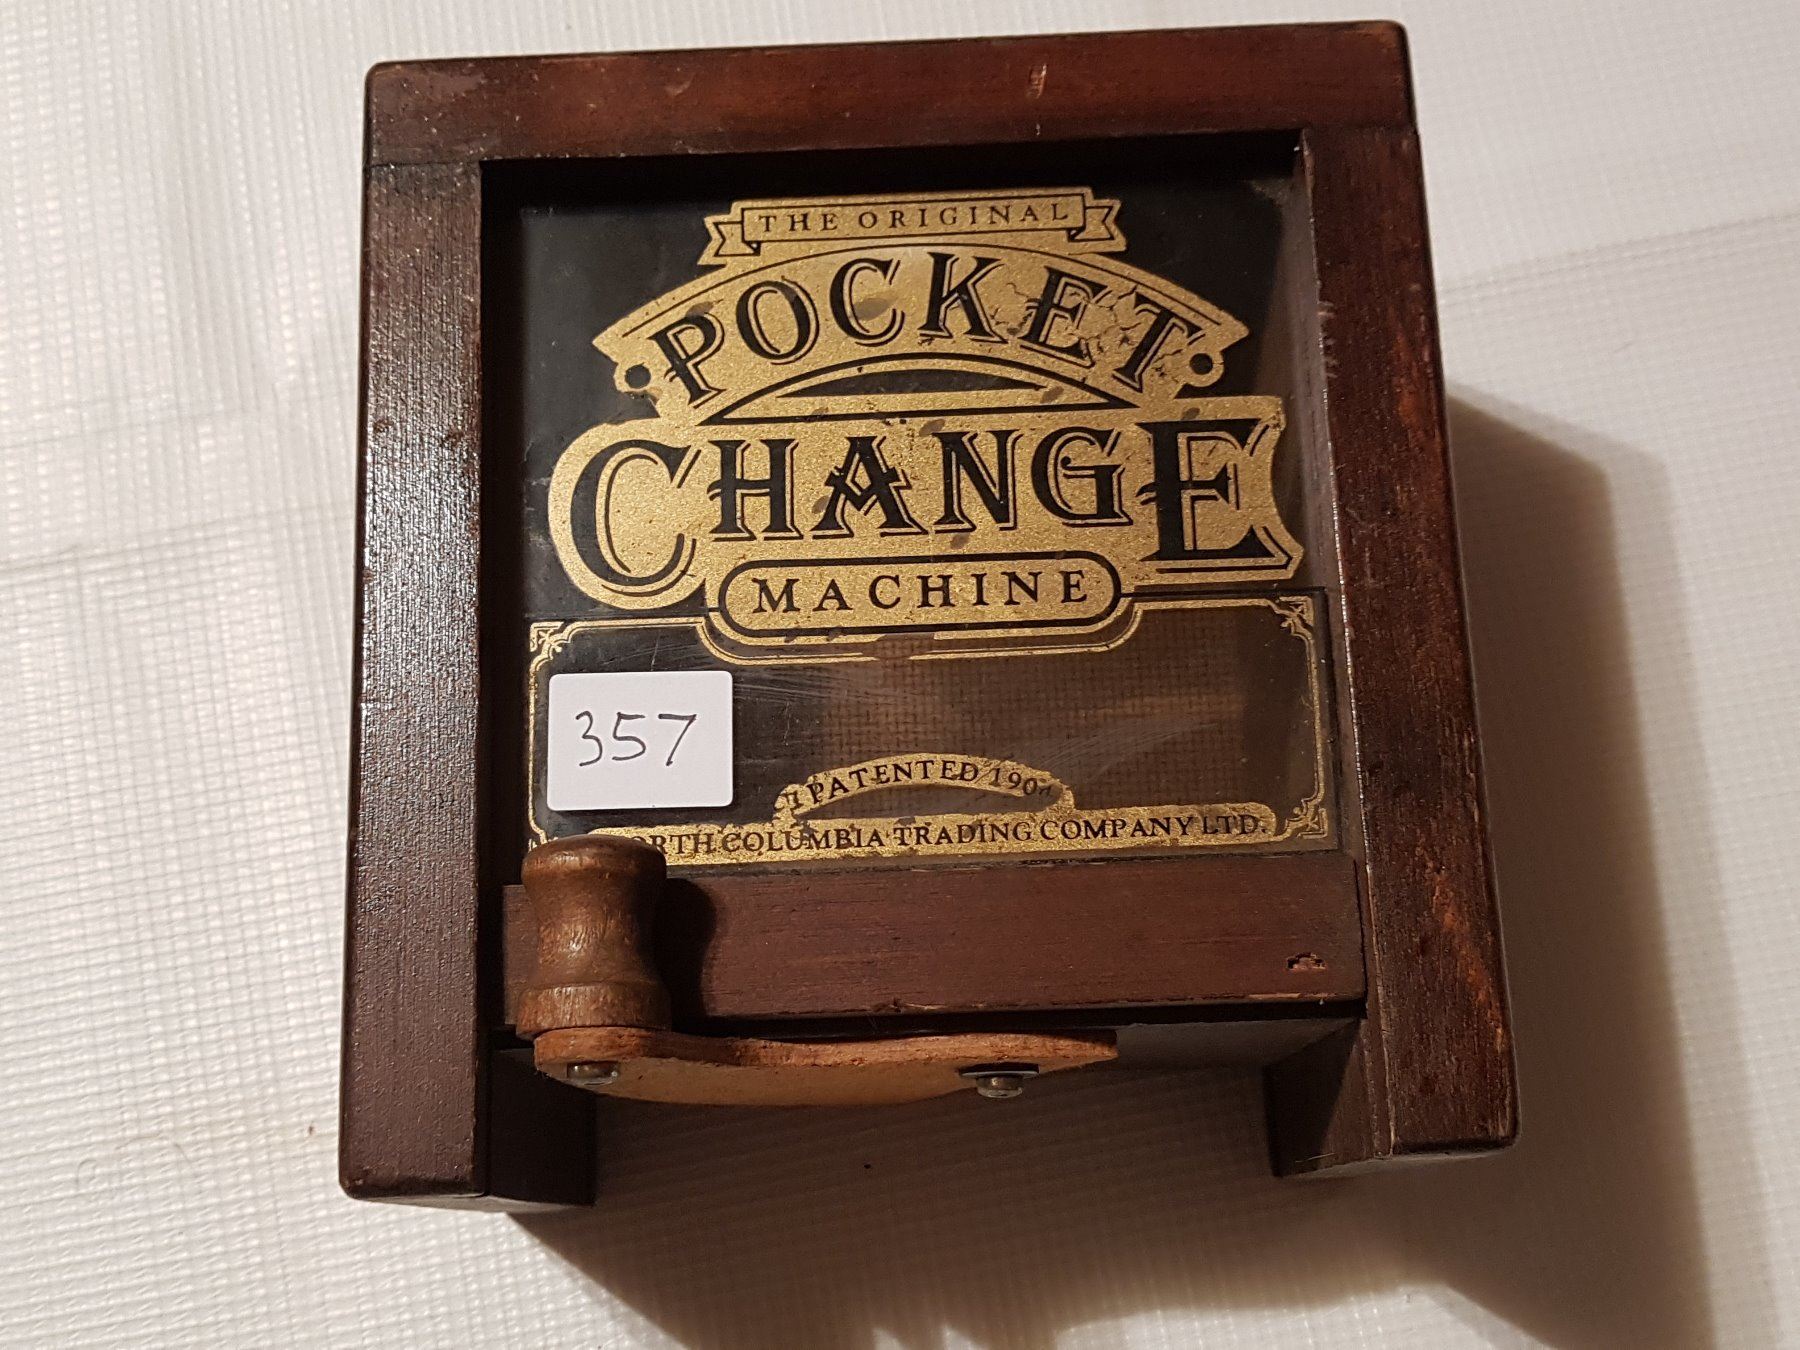 THE ORIGINAL
POCKET
CHANGE
MACHINE
357
PATENTED
COLUMBIA TRADING COMPANY LTD.